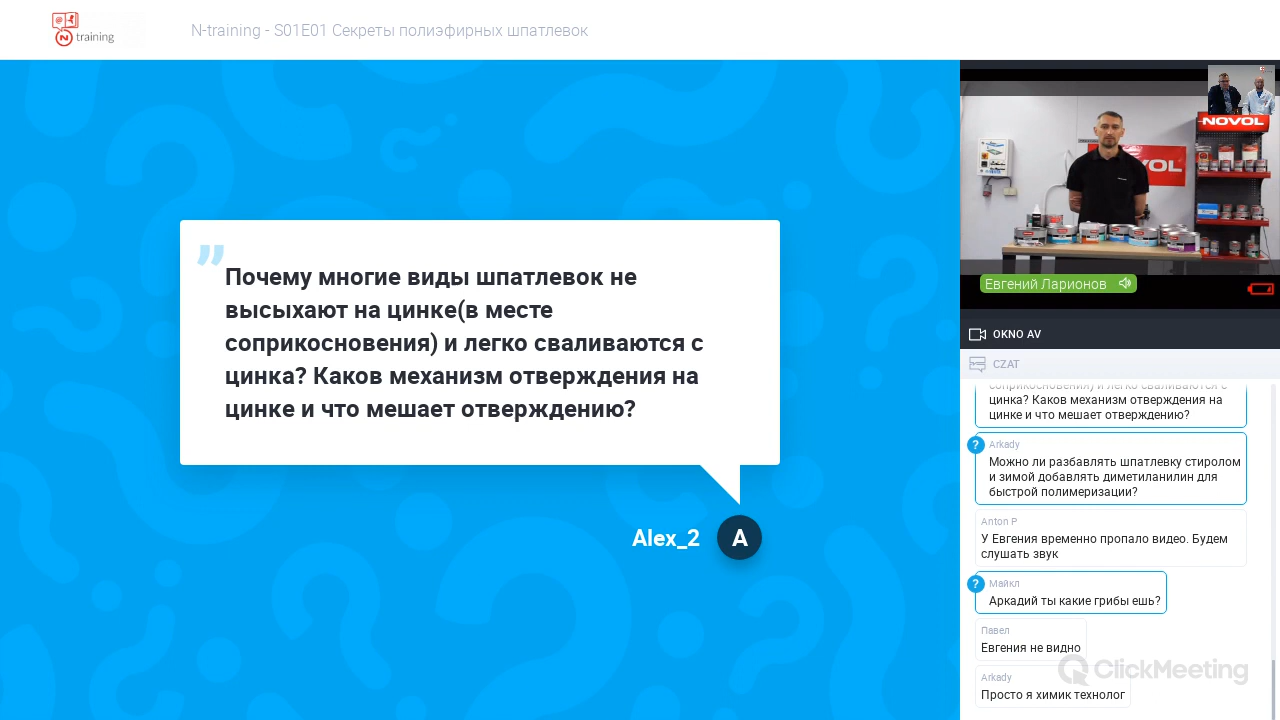 N
training
N-training - S01E01 Секреты полиэфирных шпатлевок
”
Почему многие виды шпатлевок не
высыхают на цинке(в месте
соприкосновения) и легко сваливаются с
цинка? Каков механизм отверждения на
цинке и что мешает отверждению?
Alex_2
A
NOVOL
Евгений Ларионов
OKNO AV
CZAT
соприкосновения) и легко сваливаются с
цинка? Каков механизм отверждения на
цинке и что мешает отверждению?
?
Arkady
Можно ли разбавлять шпатлевку стиролом
и зимой добавлять диметиланилин для
быстрой полимеризации?
Anton P
У Евгения временно пропало видео. Будем
слушать звук
?
Майкл
Аркадий ты какие грибы ешь?
Павел
Евгения не видно
Arkady
Просто я химик технолог
ClickMeeting